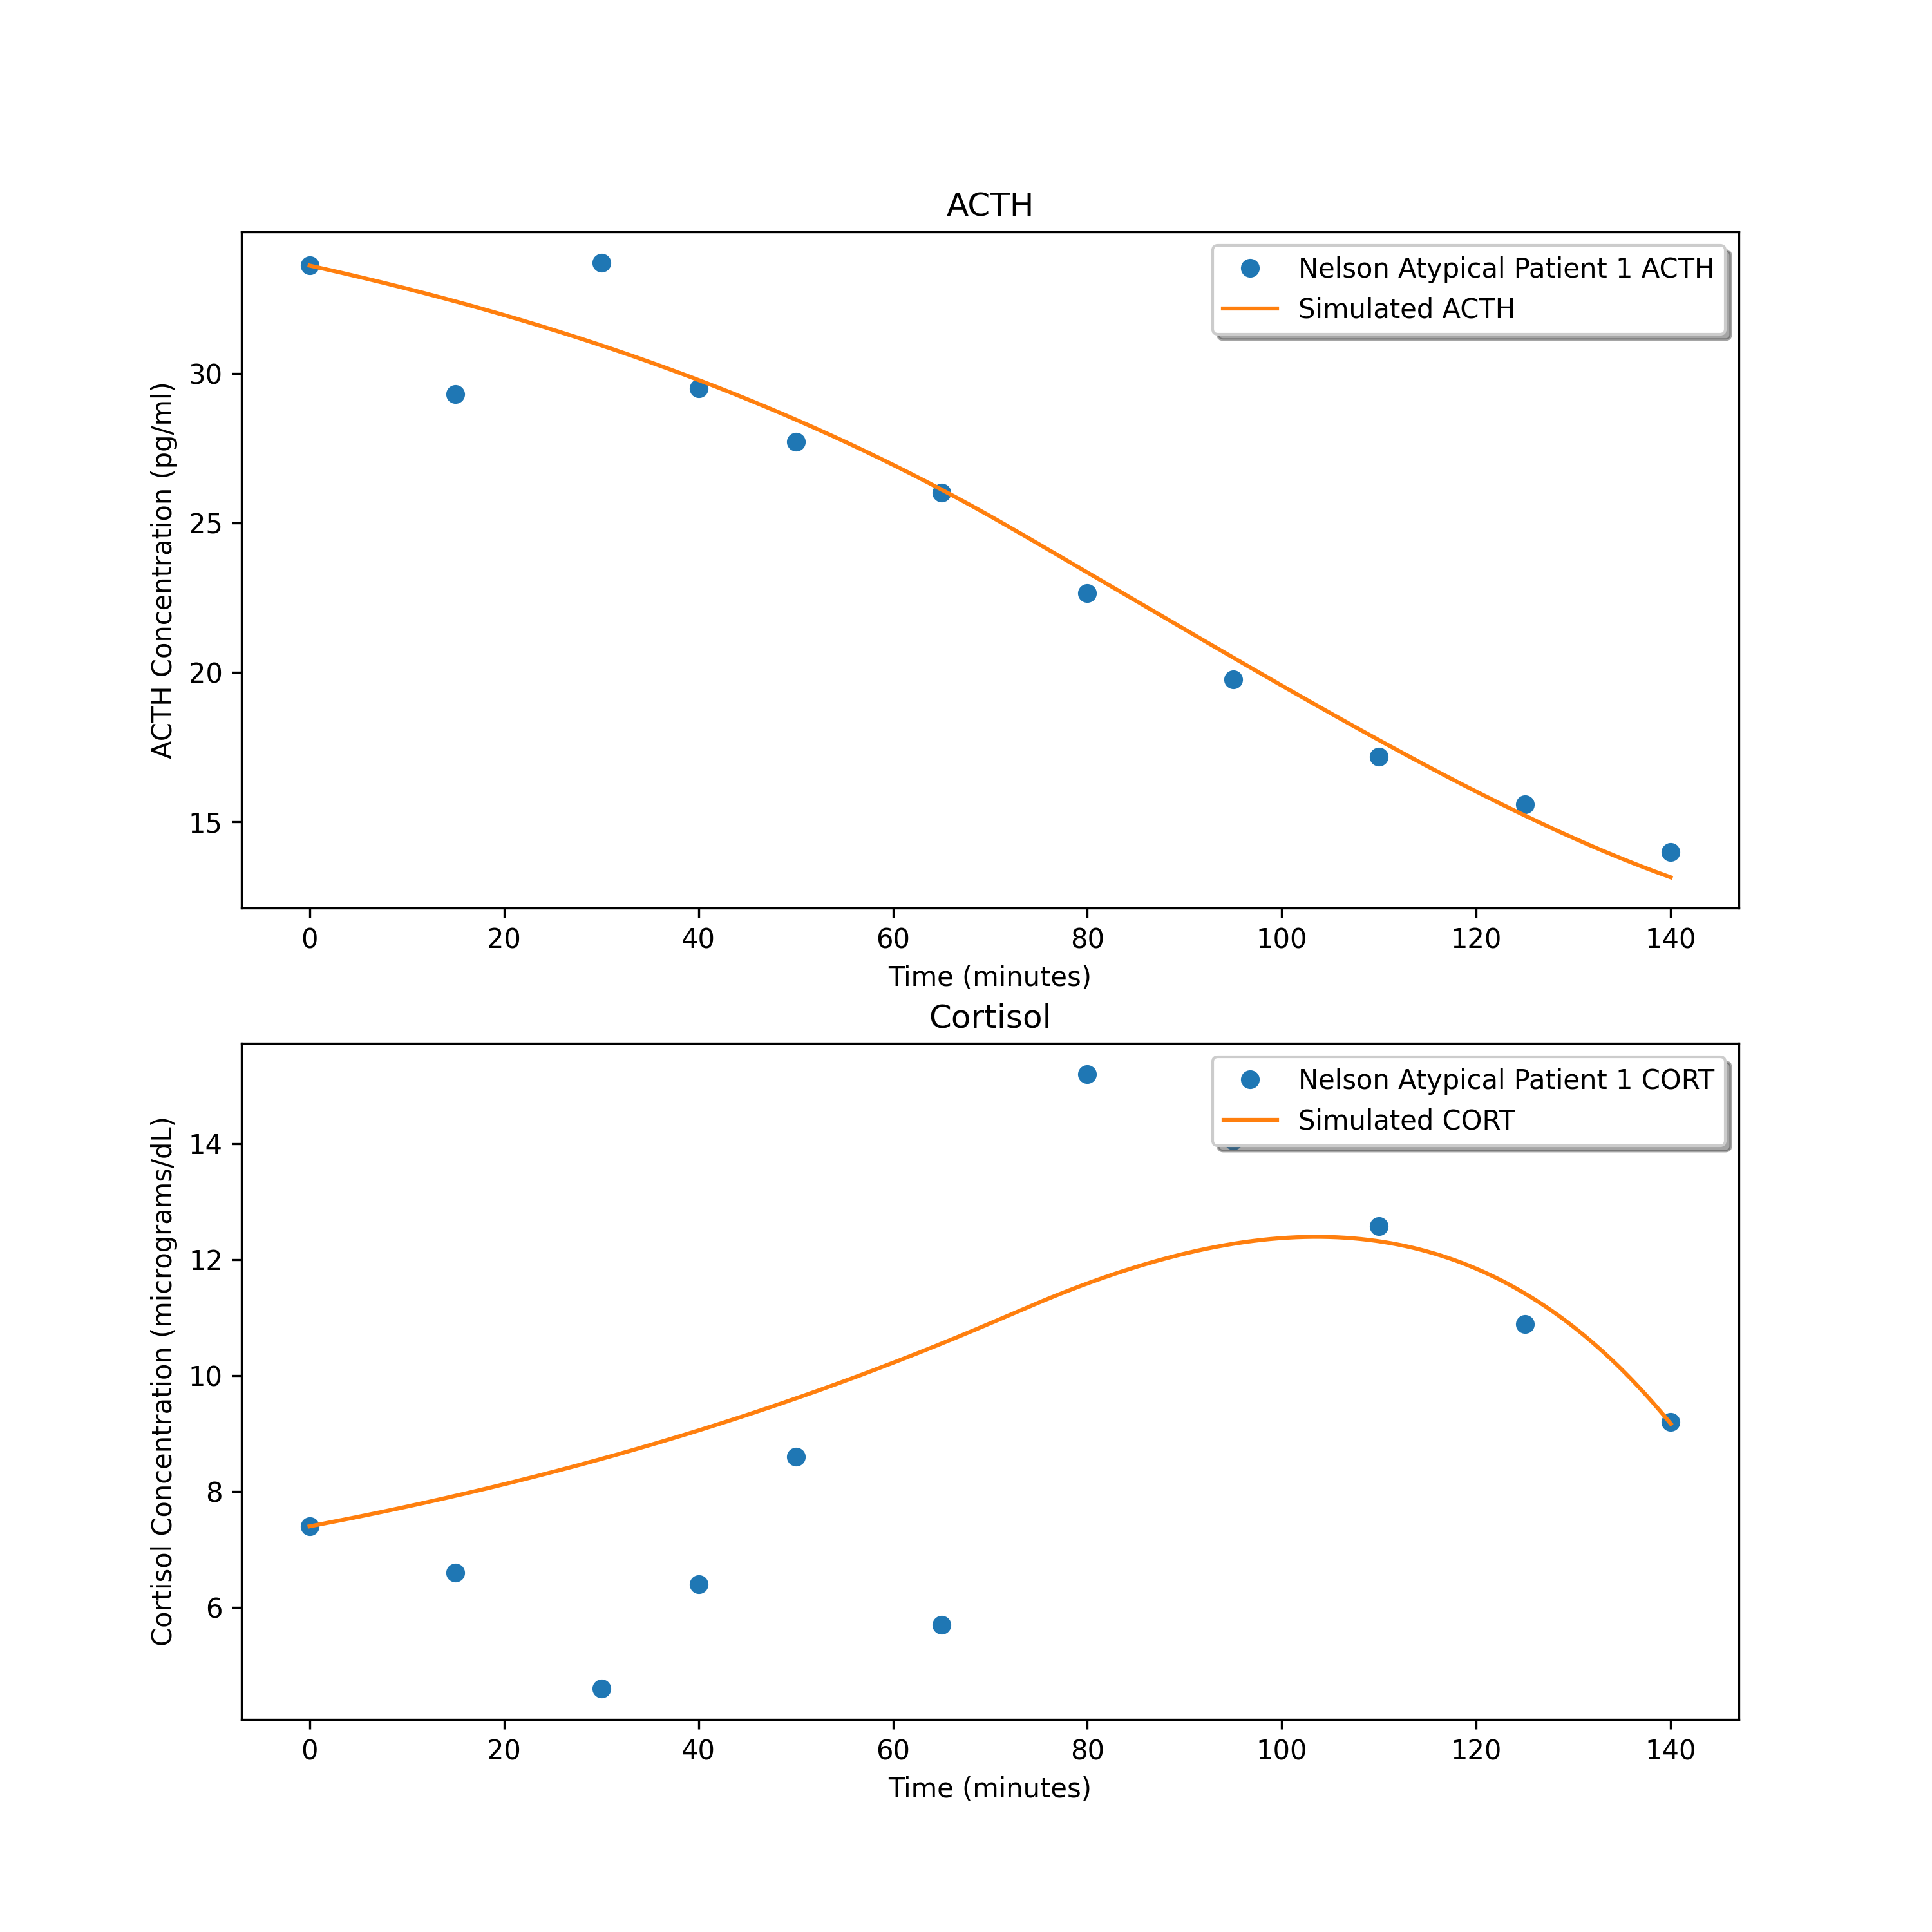 ACTH
Nelson Atypical Patient 1 ACTH
Simulated ACTH
ACTH Concentration (pg/ml)
30
25
20
15
0 20 40 60 80 100 120 140
Time (minutes)
Cortisol
Nelson Atypical Patient 1 CORT
Simulated CORT
Cortisol Concentration (micrograms/dL)
14
12
10
8
6
0 20 40 60 80 100 120 140
Time (minutes)